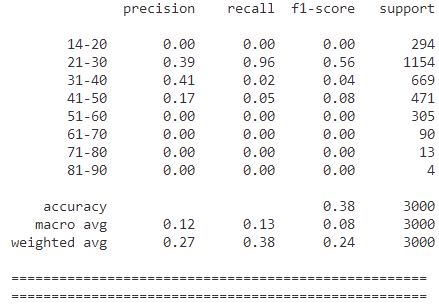 precision recall f1-score support
14-20 0.00 0.00 0.00 294
21-30 0.39 0.96 0.56 1154
31-40 0.41 0.02 0.04 669
41-50 0.17 0.05 0.08 471
51-60 0.00 0.00 0.00 305
61-70 0.00 0.00 0.00 90
71-80 0.00 0.00 0.00 13
81-90 0.00 0.00 0.00 4
accuracy 0.38 3000
macro avg 0.12 0.13 0.08 3000
weighted avg 0.27 0.38 0.24 3000
====================================================
====================================================